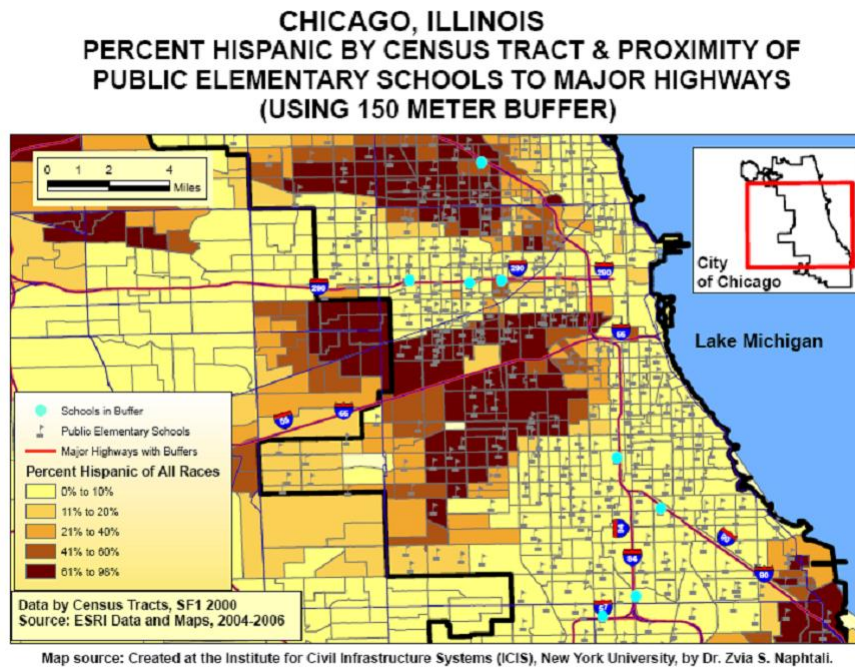 CHICAGO, ILLINOIS
PERCENT HISPANIC BY CENSUS TRACT & PROXIMITY OF
PUBLIC ELEMENTARY SCHOOLS TO MAJOR HIGHWAYS
(USING 150 METER BUFFER)
0 1 2 4
Miles
City
of Chicago
290
290
290
55
Lake Michigan
55
55
Schools in Buffer
Public Elementary Schools
Major Highways with Buffers
Percent Hispanic of All Races
0% to 10%
11% to 20%
21% to 40%
41% to 60%
61% to 96%
94
90
57
Data by Census Tracts, SF1 2000
Source: ESRI Data and Maps, 2004-2006
Map source: Created at the Institute for Civil Infrastructure Systems (ICIS), New York University, by Dr. Zvia S. Naphtali.